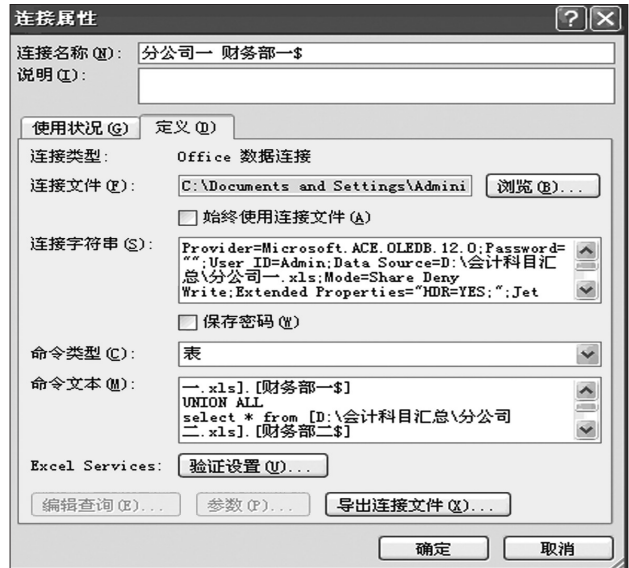 连接属性
连接名称(N): 分公司一 财务部一$
说明(I):
使用状况(G) 定义(D)
连接类型: Office 数据连接
连接文件(F): C:\Documents and Settings\Admini 浏览(B)...
始终使用连接文件(A)
连接字符串(S): Provider=Microsoft.ACE.OLEDB.12.0;Password=
"";User ID=Admin;Data Source=D:\会计科目汇
总\分公司一.xls;Mode=Share Deny
Write;Extended Properties="HDR=YES;";Jet
保存密码(W)
命令类型(C): 表
命令文本(M): 一.xls].[财务部一$]
UNION ALL
select * from [D:\会计科目汇总\分公司
二.xls].[财务部二$]
Excel Services: 验证设置(U)...
编辑查询(E)... 参数(P)... 导出连接文件(X)...
确定 取消